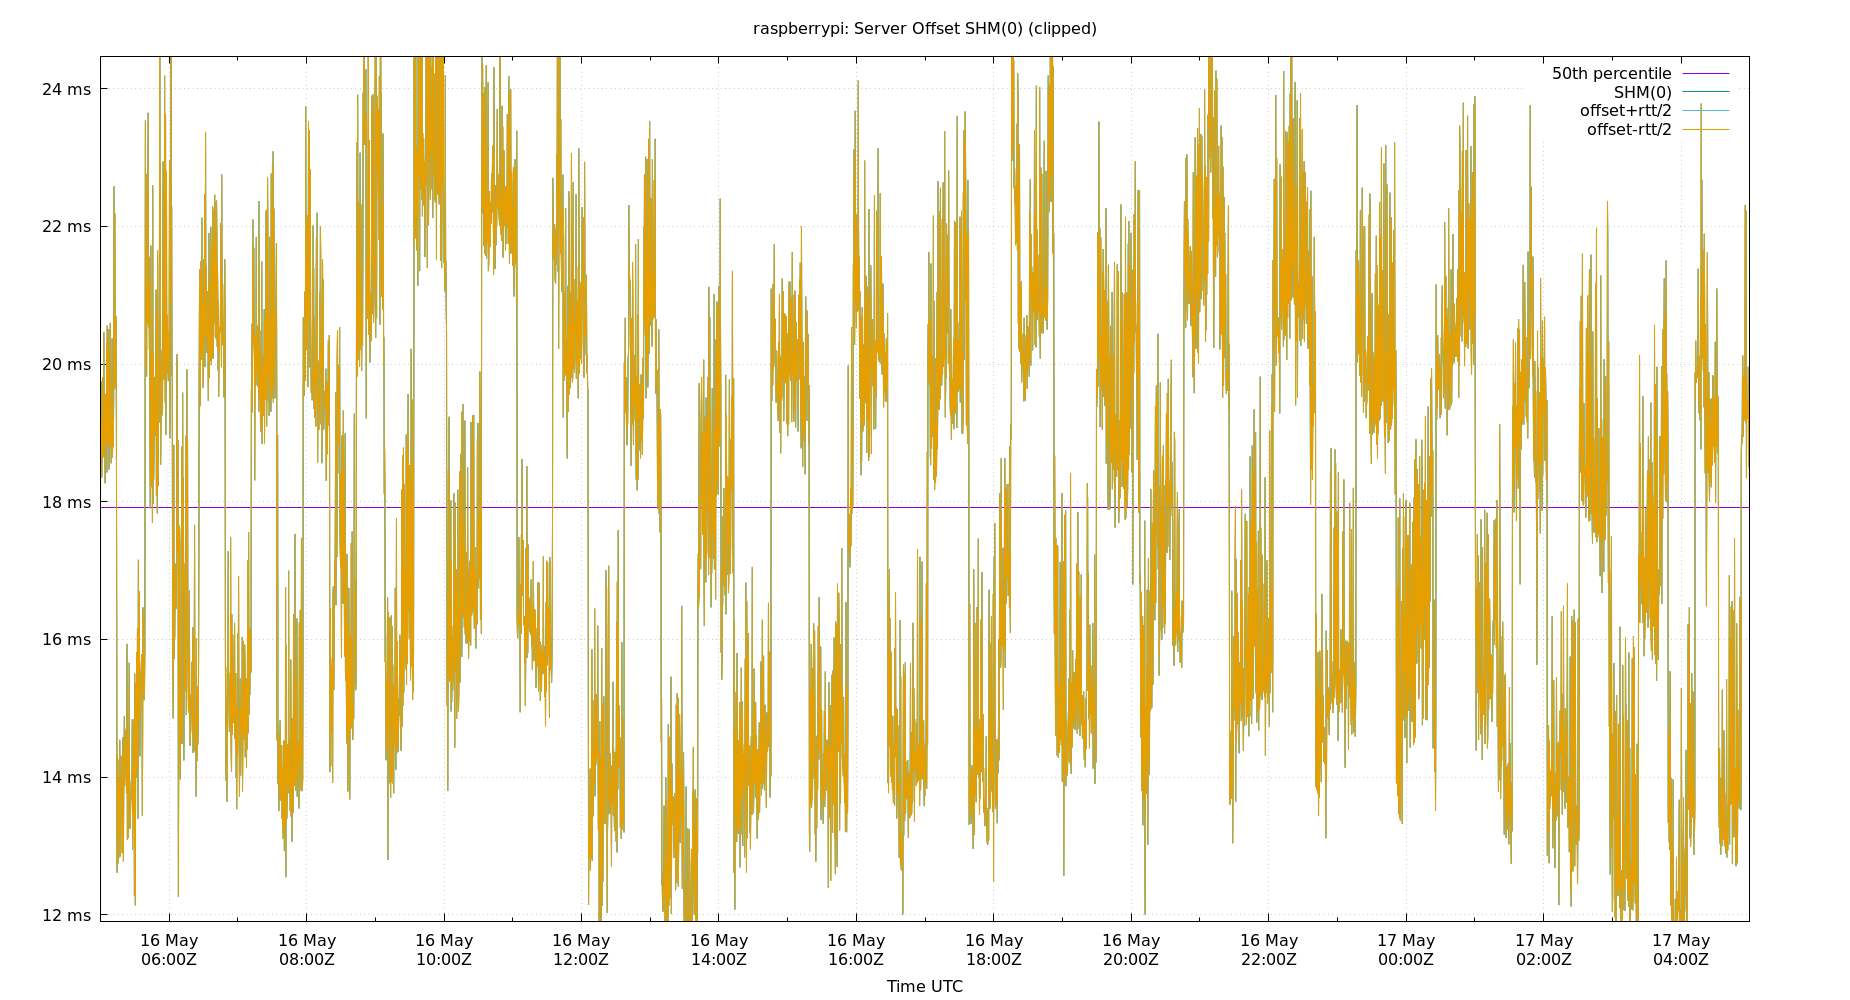 raspberrypi: Server Offset SHM(0) (clipped)
50th percentile
SHM(0)
offset+rtt/2
offset-rtt/2
24 ms
22 ms
20 ms
18 ms
16 ms
14 ms
12 ms
16 May 16 May 16 May 16 May 16 May 16 May 16 May 16 May 16 May 17 May 17 May 17 May
06:00Z 08:00Z 10:00Z 12:00Z 14:00Z 16:00Z 18:00Z 20:00Z 22:00Z 00:00Z 02:00Z 04:00Z
Time UTC